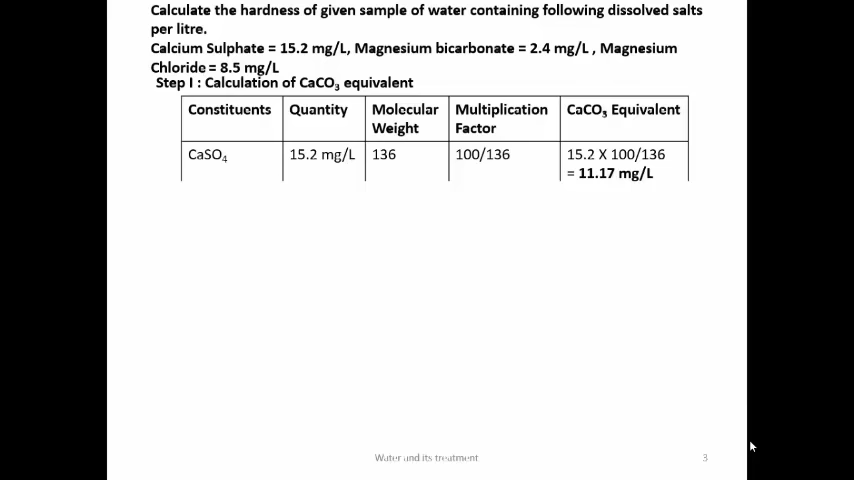 Calculate the hardness of given sample of water containing following dissolved salts
per litre.
Calcium Sulphate = 15.2 mg/L, Magnesium bicarbonate = 2.4 mg/L , Magnesium
Chloride = 8.5 mg/L
Step I : Calculation of CaCO₃ equivalent
Constituents Quantity Molecular Weight Multiplication Factor CaCO₃ Equivalent
CaSO₄ 15.2 mg/L 136 100/136 15.2 X 100/136
= 11.17 mg/L
Water and its treatment 3